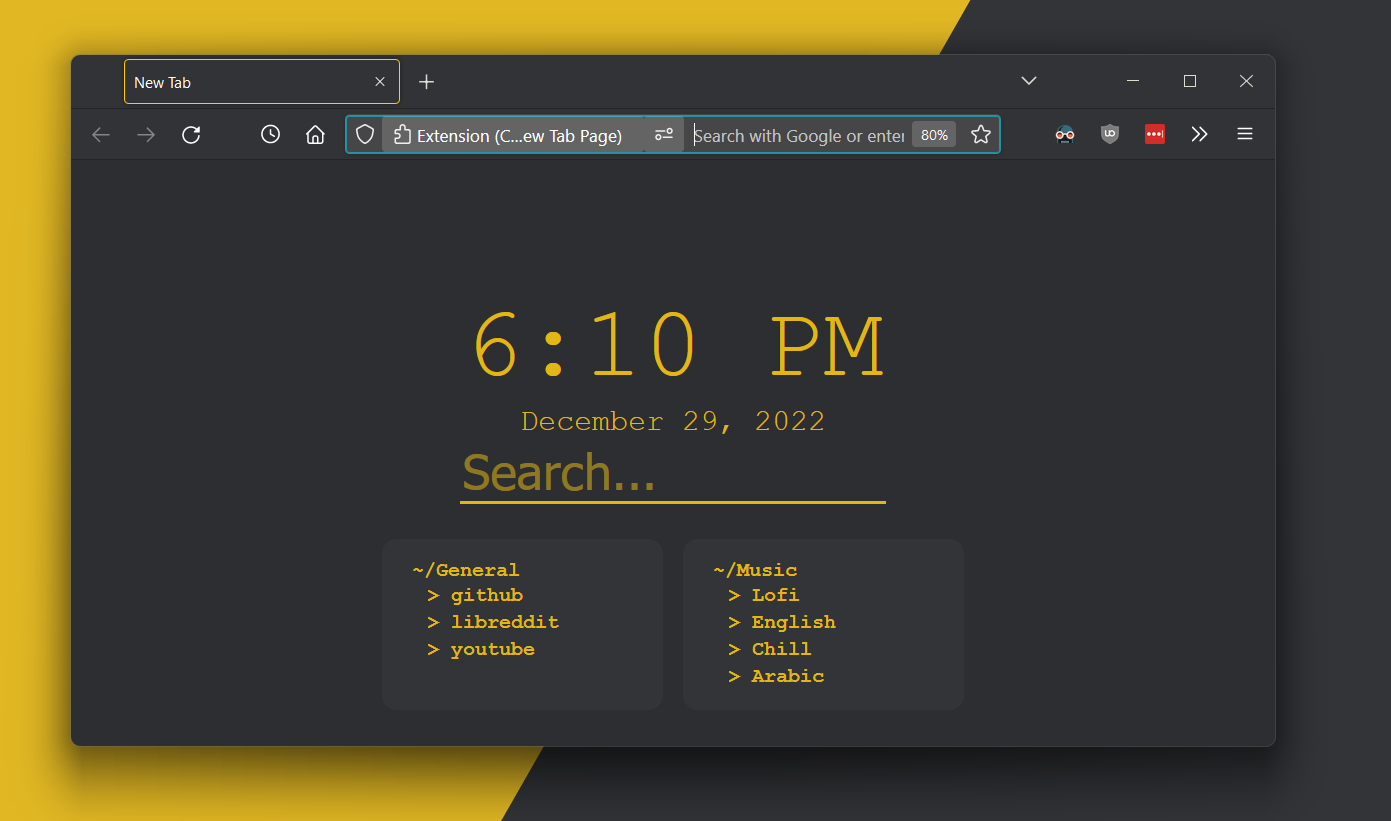 New Tab
Extension (C...ew Tab Page)
Search with Google or enter
80%
6:10 PM
December 29, 2022
Search...
~/General
> github
> libreddit
> youtube
~/Music
> Lofi
> English
> Chill
> Arabic